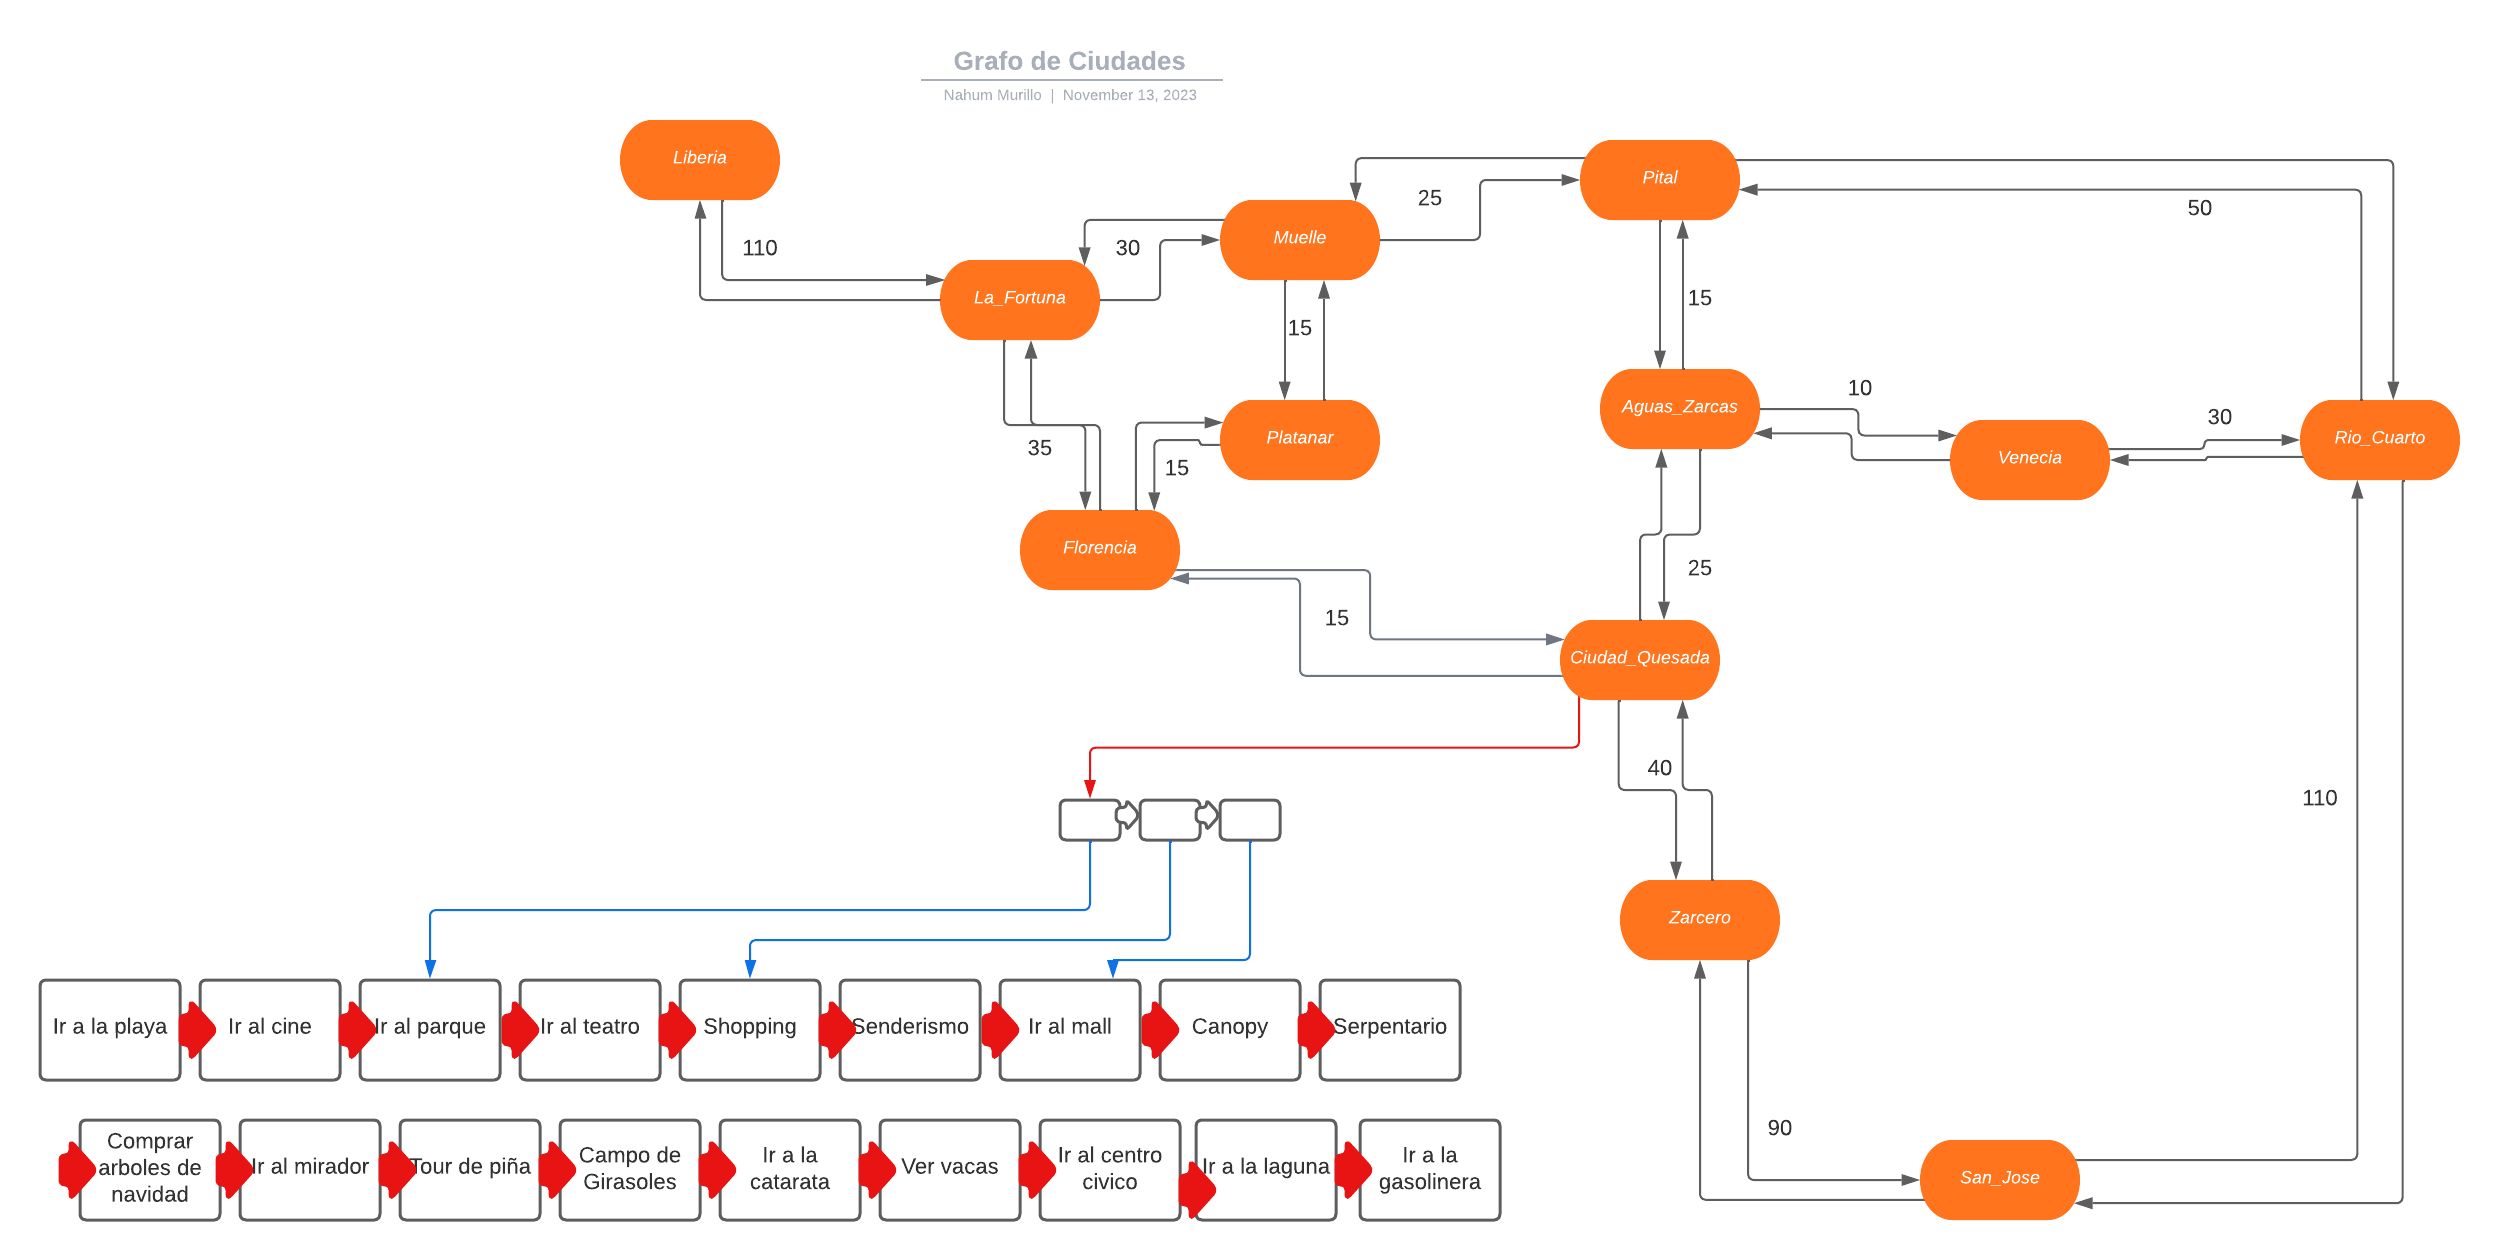 Grafo de Ciudades
Nahum Murillo | November 13, 2023
Liberia
Pital
25
50
Muelle
110
30
La_Fortuna
15
15
Aguas_Zarcas
10
30
Platanar
Rio_Cuarto
35
15
Venecia
Florencia
25
15
Ciudad_Quesada
40
110
Zarcero
Ir a la playa
Ir al cine
Ir al parque
Ir al teatro
Shopping
Senderismo
Ir al mall
Canopy
Serpentario
90
Comprar
arboles de
navidad
Ir al mirador
Tour de piña
Campo de
Girasoles
Ir a la
catarata
Ver vacas
Ir al centro
civico
Ir a la laguna
Ir a la
gasolinera
San_Jose